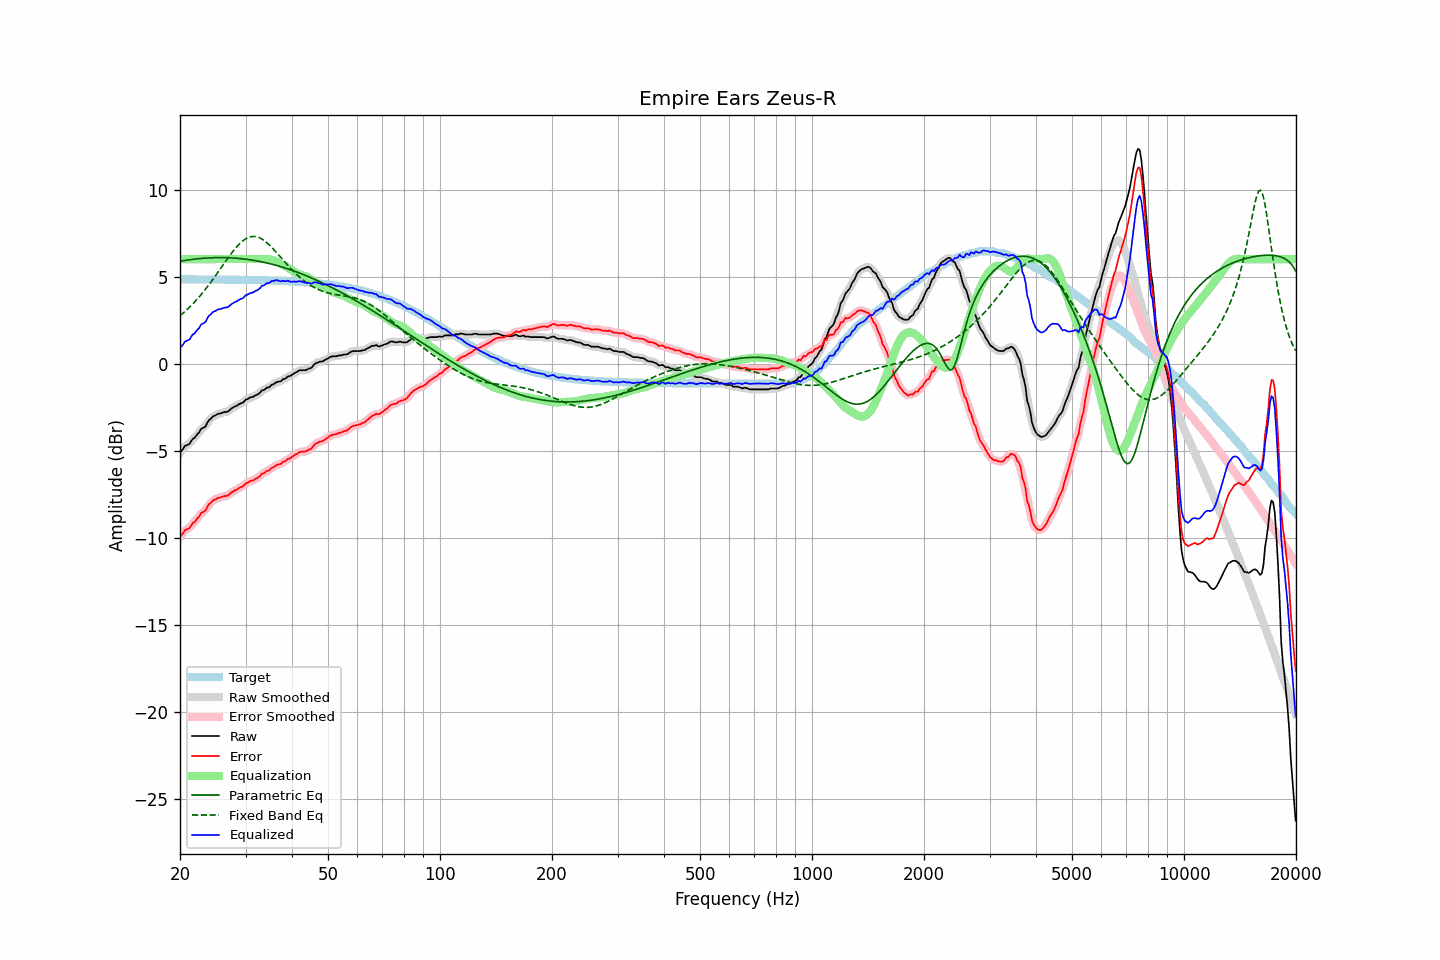 Empire Ears Zeus-R
Amplitude (dBr)
10
5
0
−5
−10
−15
−20
−25
Target
Raw Smoothed
Error Smoothed
Raw
Error
Equalization
Parametric Eq
Fixed Band Eq
Equalized
20 50 100 200 500 1000 2000 5000 10000 20000
Frequency (Hz)